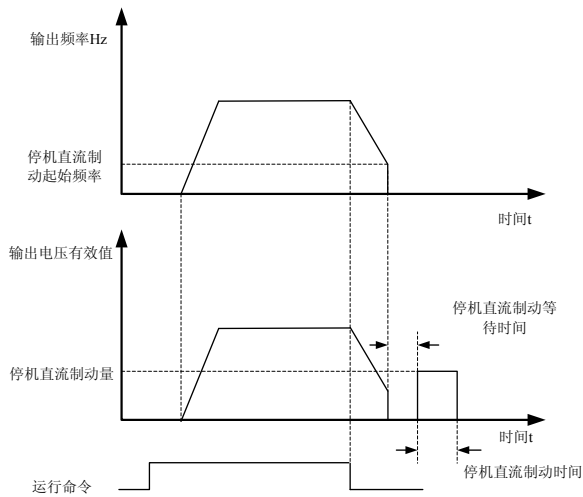 输出频率Hz
停机直流制
动起始频率
时间t
输出电压有效值
停机直流制动等
待时间
停机直流制动量
时间t
停机直流制动时间
运行命令